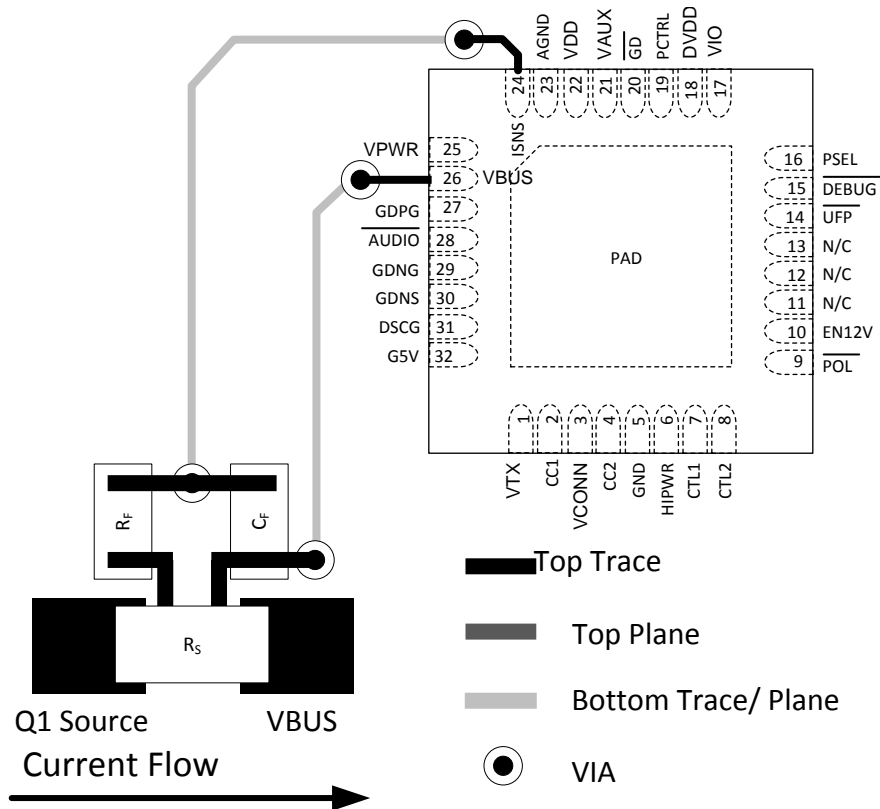 AGND
VDD
VAUX
GD
PCTRL
DVDD
VIO
24
23
22
21
20
19
18
17
ISNS
VPWR 25
26 VBUS
GDPG 27
AUDIO 28
GDNG 29
GDNS 30
DSCG 31
G5V 32
16 PSEL
15 DEBUG
14 UFP
13 N/C
12 N/C
11 N/C
10 EN12V
9 POL
PAD
1
2
3
4
5
6
7
8
VTX
CC1
VCONN
CC2
GND
HIPWR
CTL1
CTL2
RF
CF
RS
Q1 Source
VBUS
Current Flow
Top Trace
Top Plane
Bottom Trace/ Plane
VIA